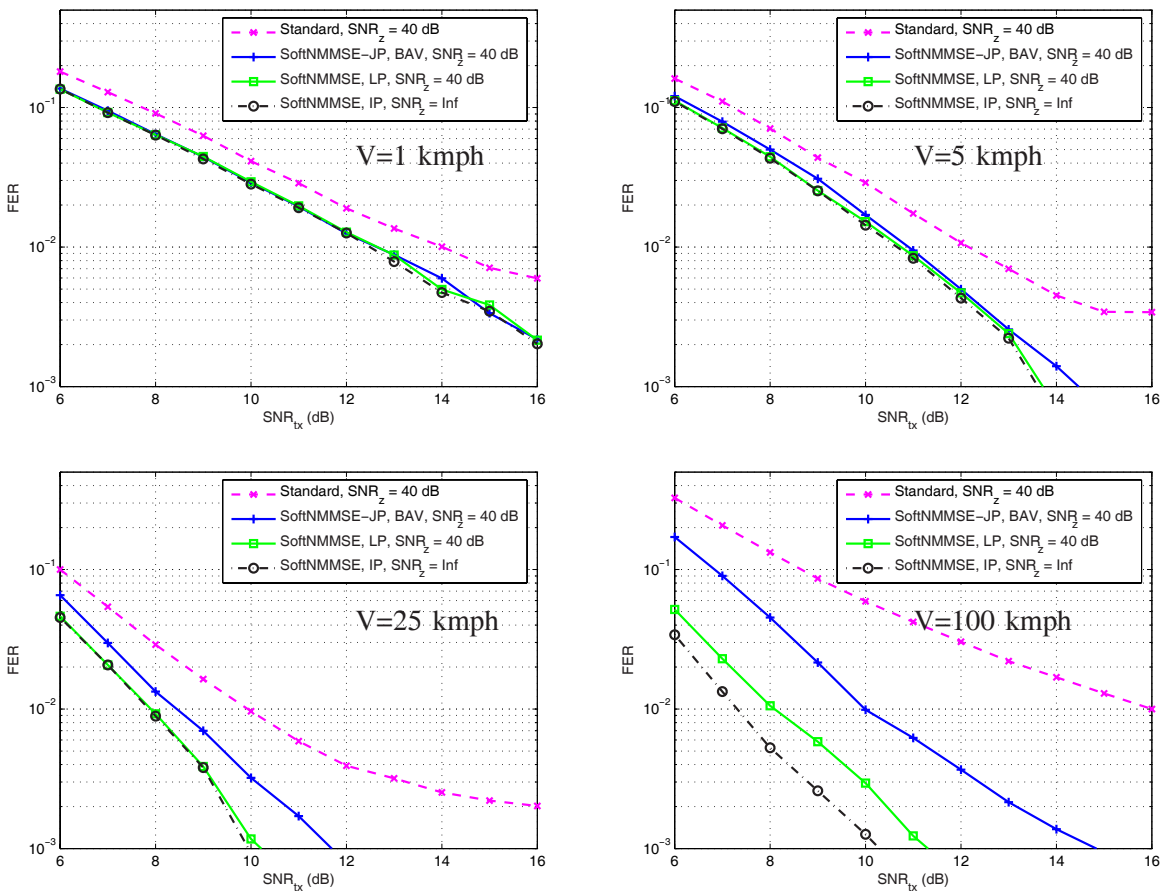 Standard, SNR_z = 40 dB
SoftNMMSE-JP, BAV, SNR_z = 40 dB
SoftNMMSE, LP, SNR_z = 40 dB
SoftNMMSE, IP, SNR_z = Inf
V=1 kmph
FER
10^-1
10^-2
10^-3
6 8 10 12 14 16
SNR_tx (dB)
Standard, SNR_z = 40 dB
SoftNMMSE-JP, BAV, SNR_z = 40 dB
SoftNMMSE, LP, SNR_z = 40 dB
SoftNMMSE, IP, SNR_z = Inf
V=5 kmph
FER
10^-1
10^-2
10^-3
6 8 10 12 14 16
SNR_tx (dB)
Standard, SNR_z = 40 dB
SoftNMMSE-JP, BAV, SNR_z = 40 dB
SoftNMMSE, LP, SNR_z = 40 dB
SoftNMMSE, IP, SNR_z = Inf
V=25 kmph
FER
10^-1
10^-2
10^-3
6 8 10 12 14 16
SNR_tx (dB)
Standard, SNR_z = 40 dB
SoftNMMSE-JP, BAV, SNR_z = 40 dB
SoftNMMSE, LP, SNR_z = 40 dB
SoftNMMSE, IP, SNR_z = Inf
V=100 kmph
FER
10^-1
10^-2
10^-3
6 8 10 12 14 16
SNR_tx (dB)